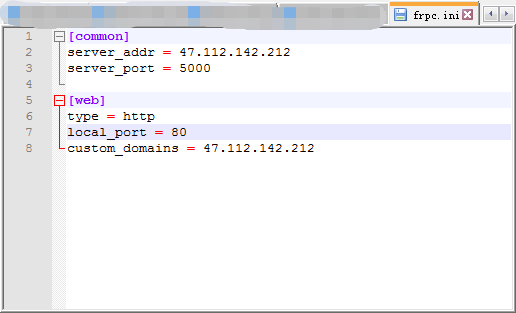 frpc.ini
1 [common]
2 server_addr = 47.112.142.212
3 server_port = 5000
4
5 [web]
6 type = http
7 local_port = 80
8 custom_domains = 47.112.142.212